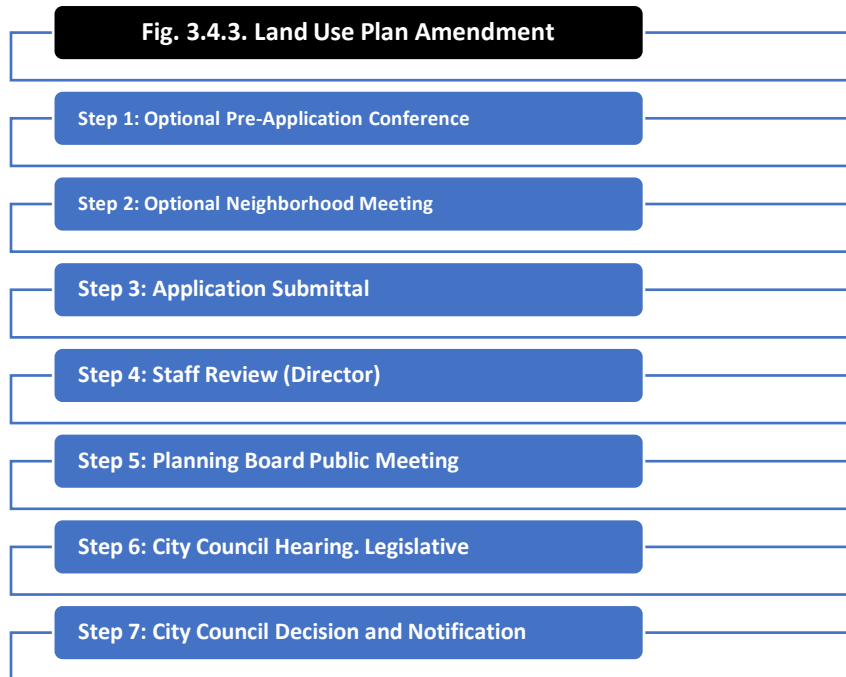 Fig. 3.4.3. Land Use Plan Amendment
Step 1: Optional Pre-Application Conference
Step 2: Optional Neighborhood Meeting
Step 3: Application Submittal
Step 4: Staff Review (Director)
Step 5: Planning Board Public Meeting
Step 6: City Council Hearing. Legislative
Step 7: City Council Decision and Notification